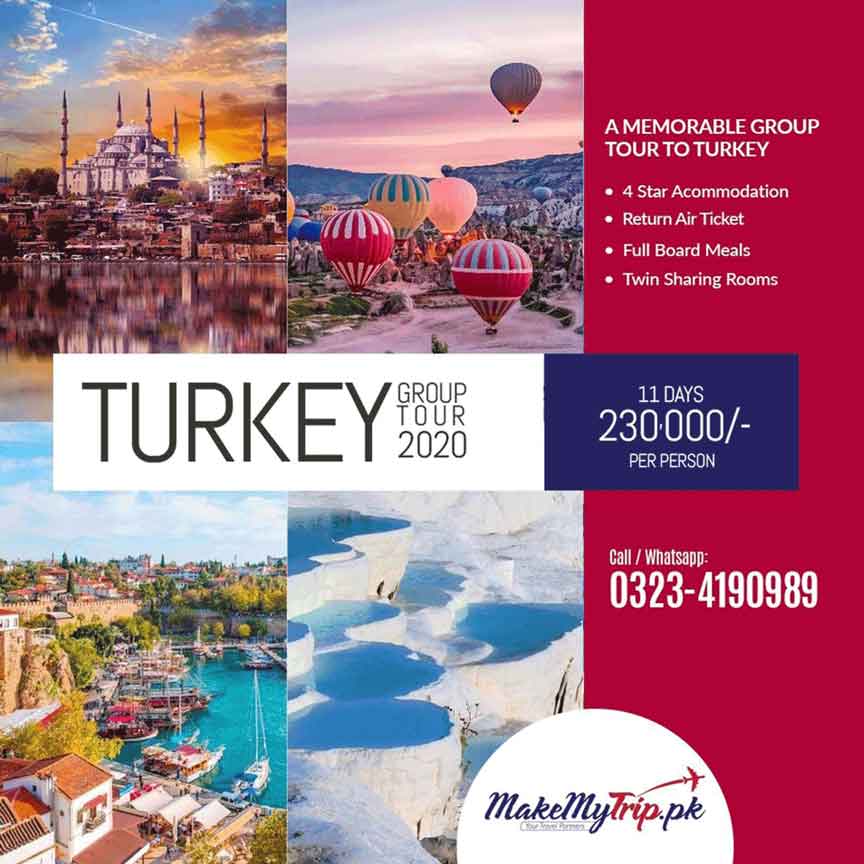 A MEMORABLE GROUP
TOUR TO TURKEY
• 4 Star Acommodation
• Return Air Ticket
• Full Board Meals
• Twin Sharing Rooms
TURKEY
GROUP
TOUR
2020
11 DAYS
230,000/-
PER PERSON
Call / Whatsapp:
0323-4190989
MakeMyTrip.pk
Your Travel Partners